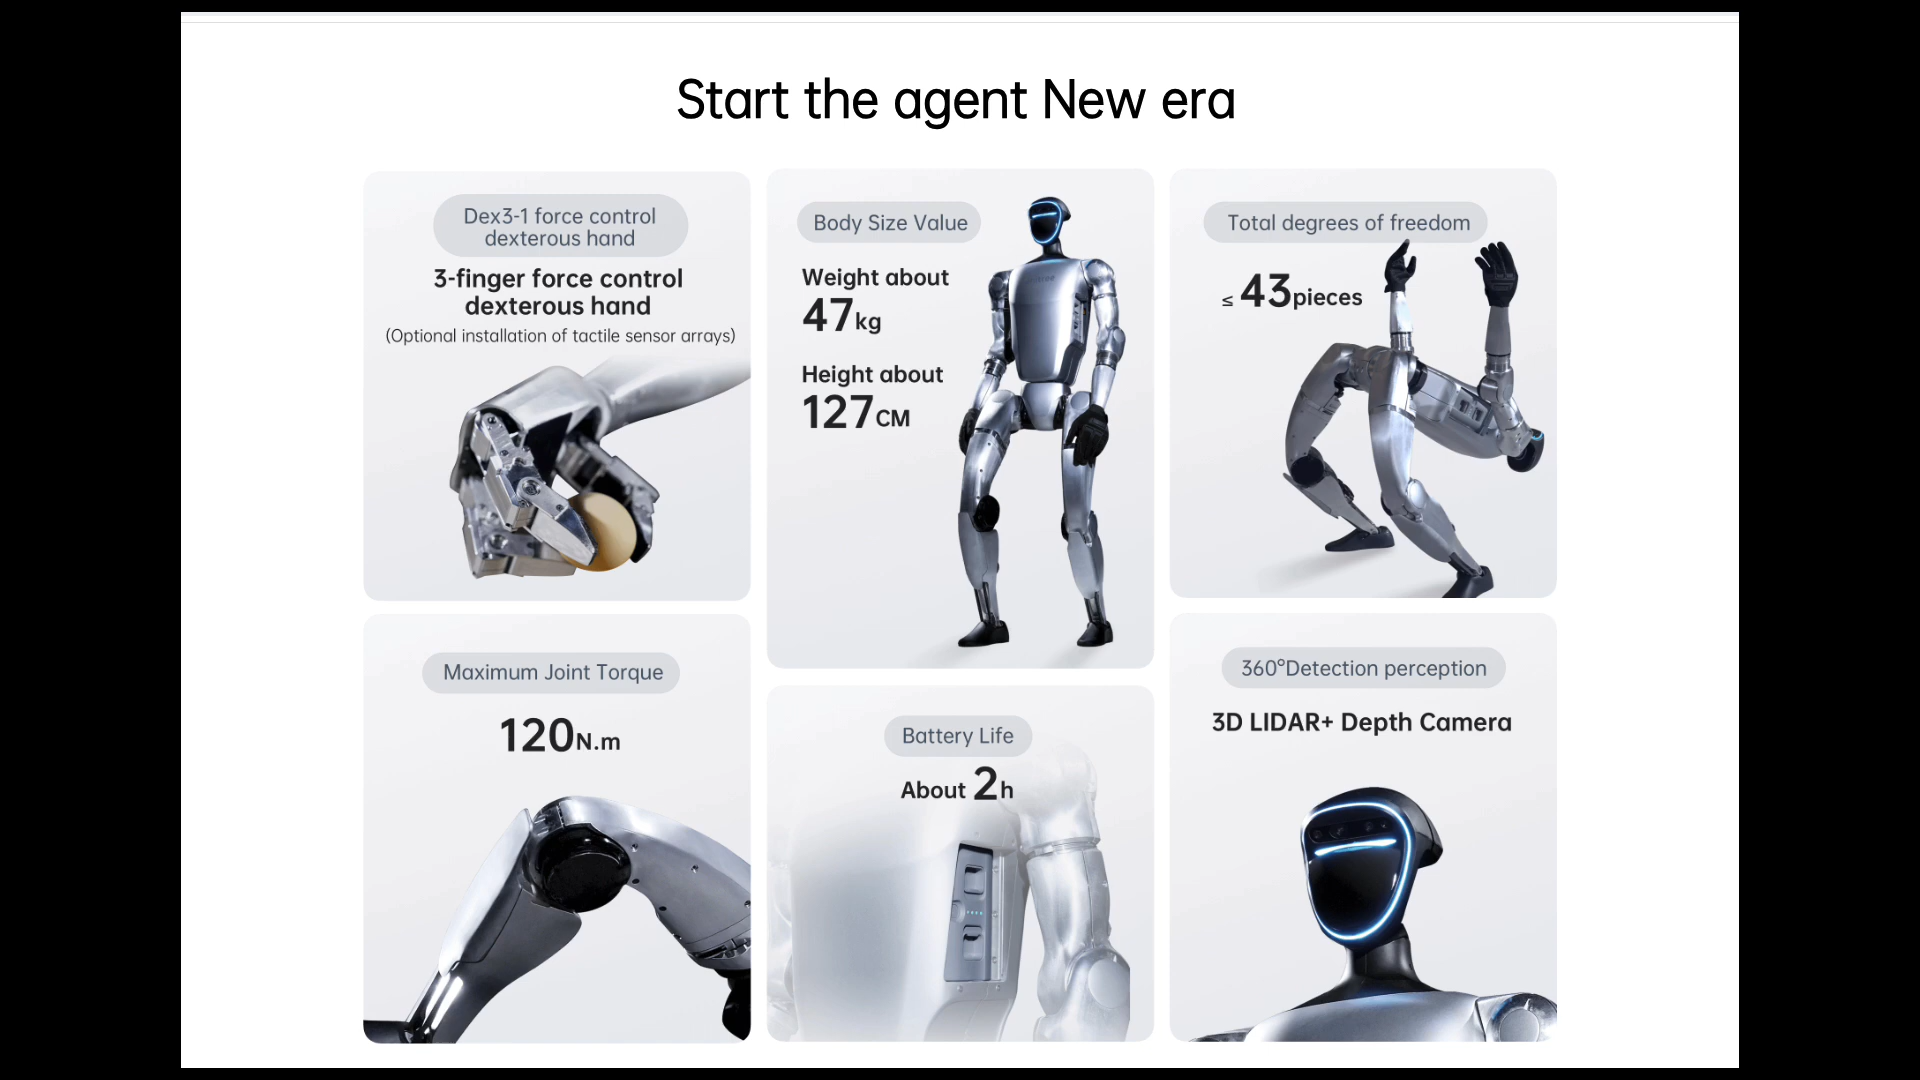 Start the agent New era
Dex3-1 force control
dexterous hand
3-finger force control
dexterous hand
(Optional installation of tactile sensor arrays)
Body Size Value
Weight about
47kg
Height about
127CM
Total degrees of freedom
≤ 43pieces
Maximum Joint Torque
120N.m
Battery Life
About 2h
360°Detection perception
3D LIDAR+ Depth Camera